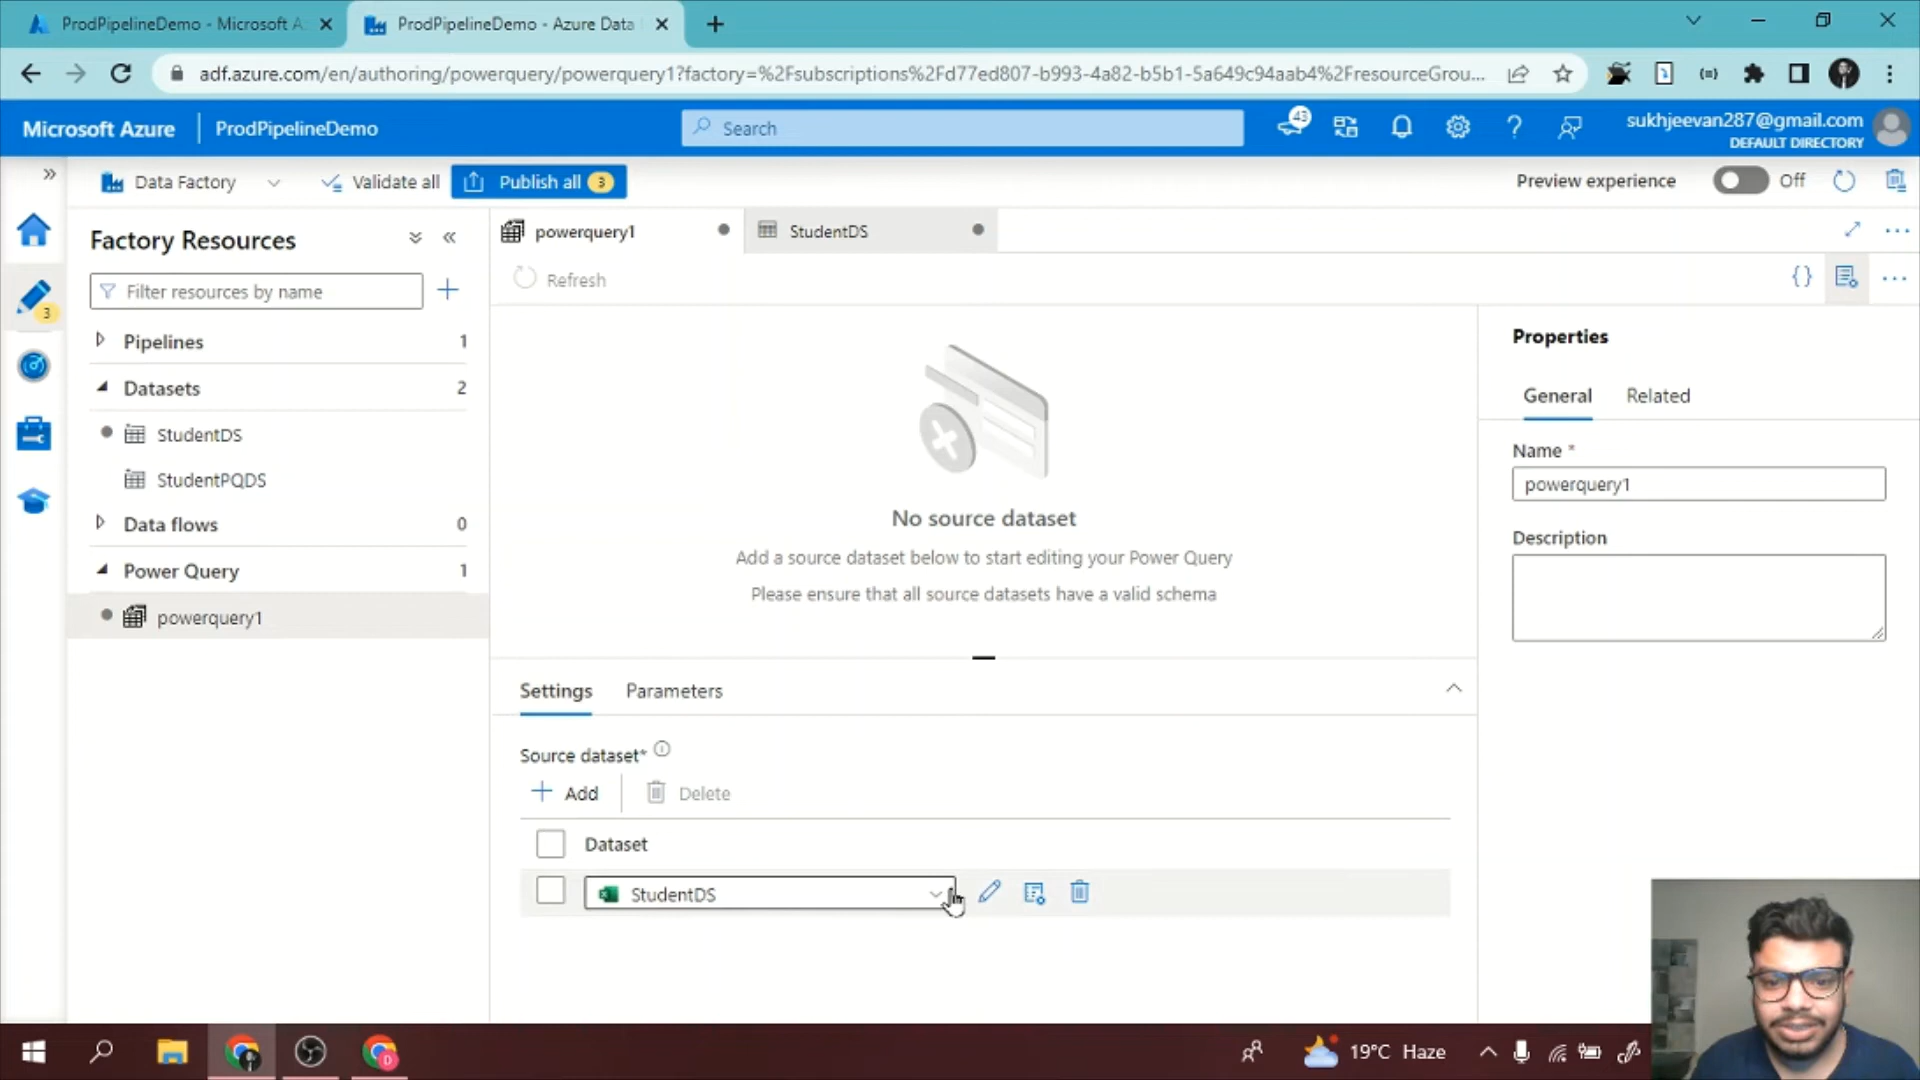 ProdPipelineDemo - Microsoft A
ProdPipelineDemo - Azure Data
adf.azure.com/en/authoring/powerquery/powerquery1?factory=%2Fsubscriptions%2Fd77ed807-b993-4a82-b5b1-5a649c94aab4%2FresourceGrou...
Microsoft Azure
ProdPipelineDemo
Search
43
sukhjeevan287@gmail.com
DEFAULT DIRECTORY
Data Factory
Validate all
Publish all 3
Preview experience
Off
Factory Resources
3
Filter resources by name
Pipelines 1
Datasets 2
StudentDS
StudentPQDS
Data flows 0
Power Query 1
powerquery1
powerquery1
StudentDS
Refresh
No source dataset
Add a source dataset below to start editing your Power Query
Please ensure that all source datasets have a valid schema
Settings
Parameters
Source dataset*
Add
Delete
Dataset
StudentDS
Properties
General
Related
Name *
powerquery1
Description
19°C Haze